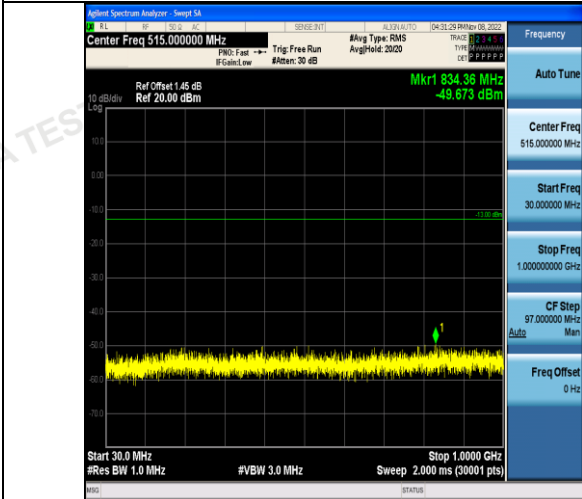 Agilent Spectrum Analyzer - Swept SA
RL RF 50 Ω AC SENSE:INT ALIGN AUTO 04:31:29 PM Nov 08, 2022
Center Freq 515.000000 MHz
PNO: Fast
IFGain:Low
Trig: Free Run
#Atten: 30 dB
#Avg Type: RMS
Avg|Hold: 20/20
TRACE 1 2 3 4 5 6
TYPE M
DET P P P P P P
Mkr1 834.36 MHz
-49.673 dBm
Ref Offset 1.45 dB
Ref 20.00 dBm
10 dB/div
Log
10.0
0.00
-10.0
-13.00 dBm
-20.0
-30.0
-40.0
1
-50.0
-60.0
-70.0
Start 30.0 MHz
Stop 1.0000 GHz
#Res BW 1.0 MHz
#VBW 3.0 MHz
Sweep 2.000 ms (30001 pts)
MSG
STATUS
Frequency
Auto Tune
Center Freq
515.000000 MHz
Start Freq
30.000000 MHz
Stop Freq
1.000000000 GHz
CF Step
97.000000 MHz
Auto Man
Freq Offset
0 Hz
A TEST